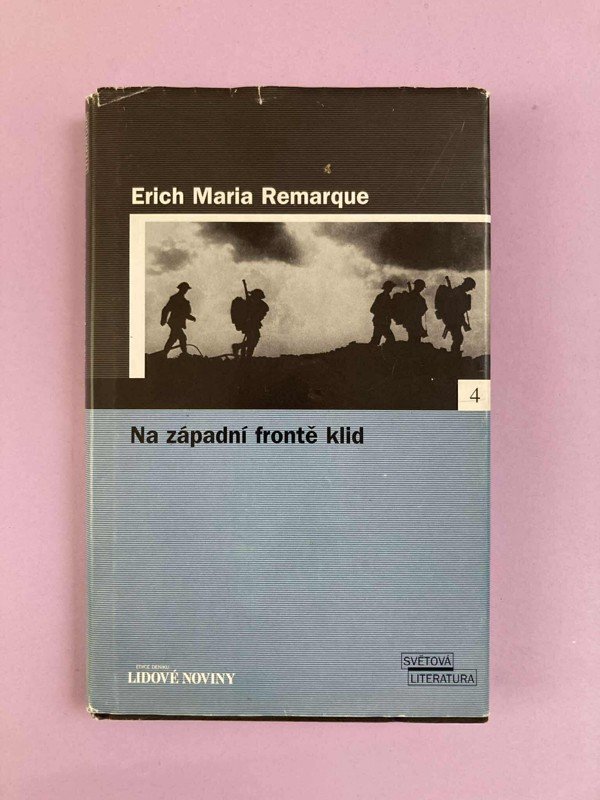 Erich Maria Remarque
4
Na západní frontě klid
EDICE DENÍKU
LIDOVÉ NOVINY
SVĚTOVÁ
LITERATURA